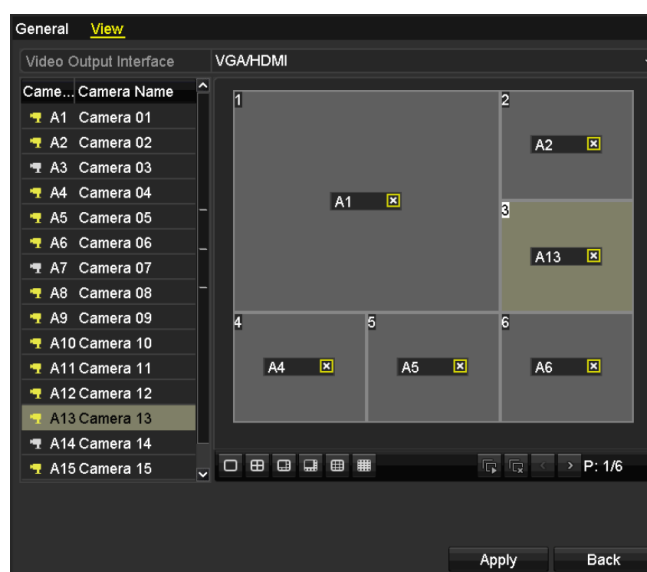 General View
Video Output Interface VGA/HDMI
Came... Camera Name
A1 Camera 01
A2 Camera 02
A3 Camera 03
A4 Camera 04
A5 Camera 05
A6 Camera 06
A7 Camera 07
A8 Camera 08
A9 Camera 09
A10 Camera 10
A11 Camera 11
A12 Camera 12
A13 Camera 13
A14 Camera 14
A15 Camera 15
1
A1
2
A2
3
A13
4
A4
5
A5
6
A6
P: 1/6
Apply Back